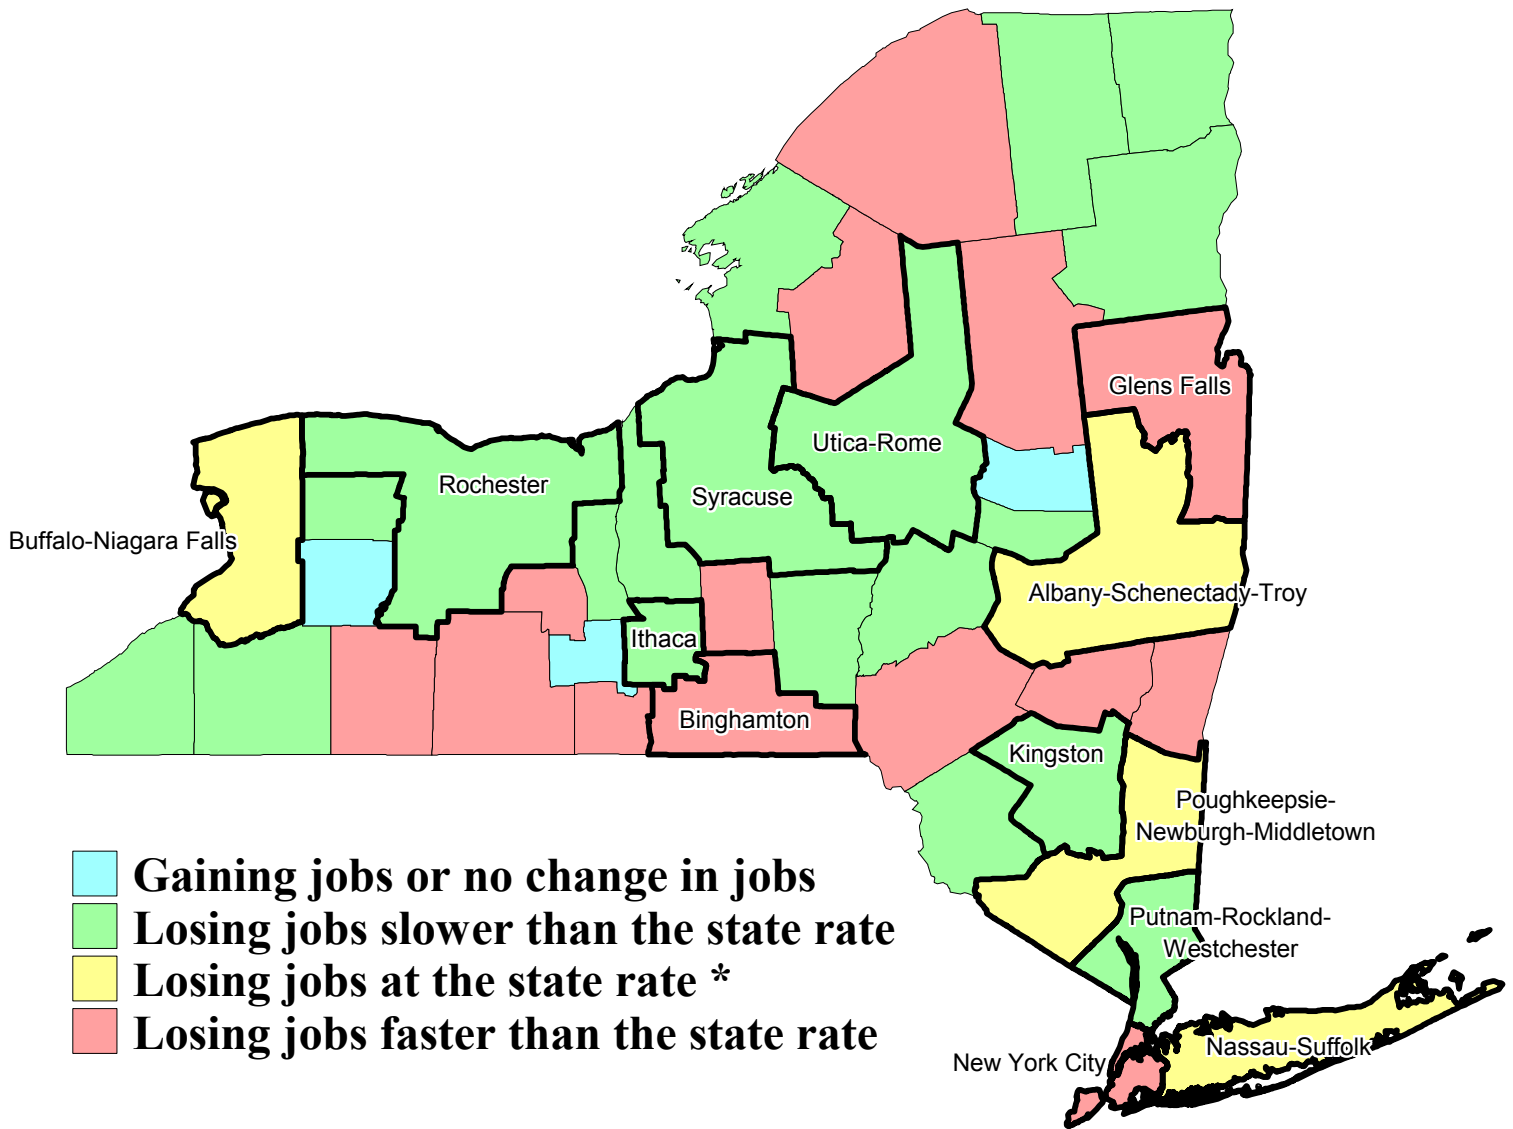 Glens Falls
Utica-Rome
Rochester
Syracuse
Buffalo-Niagara Falls
Albany-Schenectady-Troy
Ithaca
Binghamton
Kingston
Poughkeepsie-
Newburgh-Middletown
Gaining jobs or no change in jobs
Losing jobs slower than the state rate
Losing jobs at the state rate *
Losing jobs faster than the state rate
Putnam-Rockland-
Westchester
Nassau-Suffolk
New York City